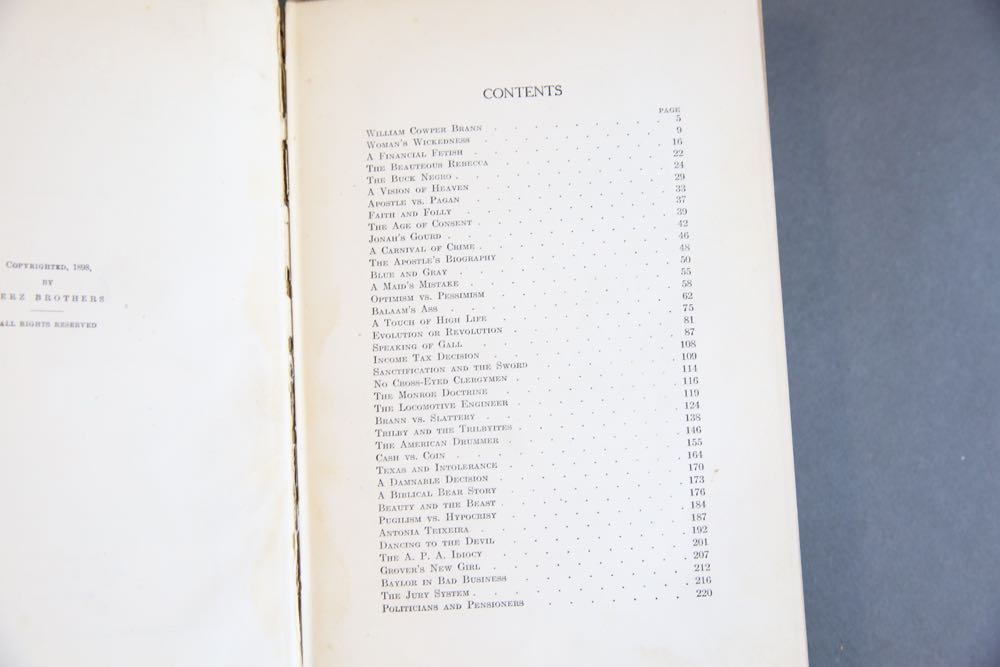 COPYRIGHTED, 1898,
BY
ERZ BROTHERS
ALL RIGHTS RESERVED
CONTENTS
PAGE
WILLIAM COWPER BRANN 5
WOMAN'S WICKEDNESS 9
A FINANCIAL FETISH 16
THE BEAUTEOUS REBECCA 22
THE BUCK NEGRO 24
A VISION OF HEAVEN 29
APOSTLE VS. PAGAN 33
FAITH AND FOLLY 37
THE AGE OF CONSENT 39
JONAH'S GOURD 42
A CARNIVAL OF CRIME 46
THE APOSTLE'S BIOGRAPHY 48
BLUE AND GRAY 50
A MAID'S MISTAKE 55
OPTIMISM VS. PESSIMISM 58
BALAAM'S ASS 62
A TOUCH OF HIGH LIFE 75
EVOLUTION OR REVOLUTION 81
SPEAKING OF GALL 87
INCOME TAX DECISION 108
SANCTIFICATION AND THE SWORD 109
NO CROSS-EYED CLERGYMEN 114
THE MONROE DOCTRINE 116
THE LOCOMOTIVE ENGINEER 119
BRANN VS. SLATTERY 124
TRILBY AND THE TRILBYITES 138
THE AMERICAN DRUMMER 146
CASH VS. COIN 155
TEXAS AND INTOLERANCE 164
A DAMNABLE DECISION 170
A BIBLICAL BEAR STORY 173
BEAUTY AND THE BEAST 176
PUGILISM VS. HYPOCRISY 184
ANTONIA TEIXEIRA 187
DANCING TO THE DEVIL 192
THE A. P. A. IDIOCY 201
GROVER'S NEW GIRL 207
BAYLOR IN BAD BUSINESS 212
THE JURY SYSTEM 216
POLITICIANS AND PENSIONERS 220